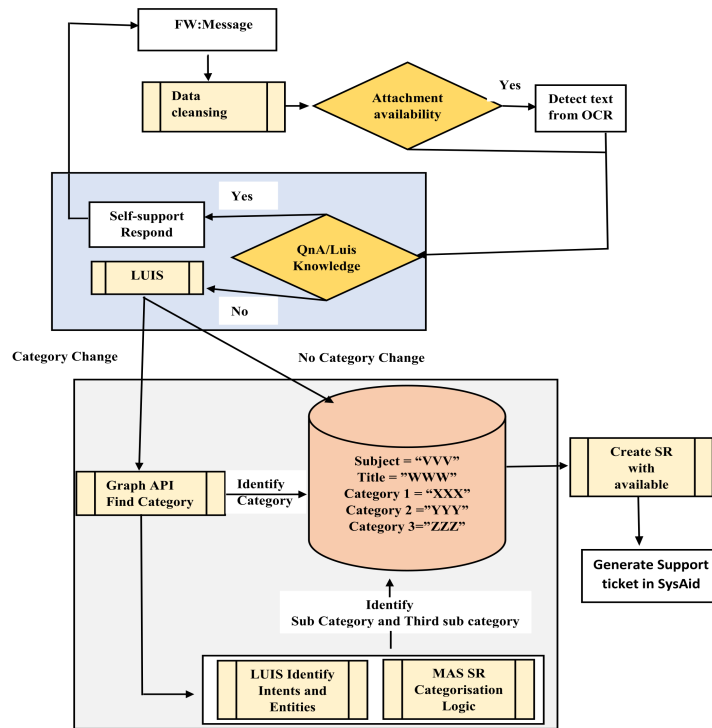 FW:Message
Data
cleansing
Attachment
availability
Yes
Detect text
from OCR
Yes
Self-support
Respond
QnA/Luis
Knowledge
LUIS
No
Category Change
No Category Change
Subject = “VVV”
Title = ”WWW”
Category 1 = “XXX”
Category 2 =”YYY”
Category 3=”ZZZ”
Create SR
with
available
Graph API
Find Category
Identify
Category
Generate Support
ticket in SysAid
Identify
Sub Category and Third sub category
LUIS Identify
Intents and
Entities
MAS SR
Categorisation
Logic